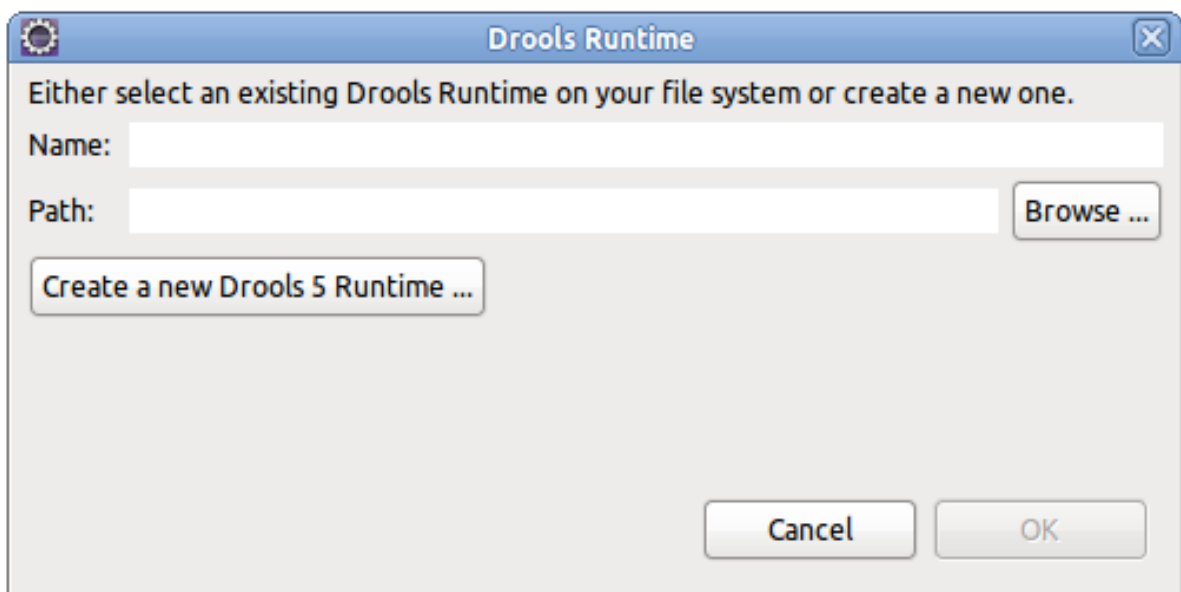 Drools Runtime
Either select an existing Drools Runtime on your file system or create a new one.
Name:
Path:
Browse ...
Create a new Drools 5 Runtime ...
Cancel
OK